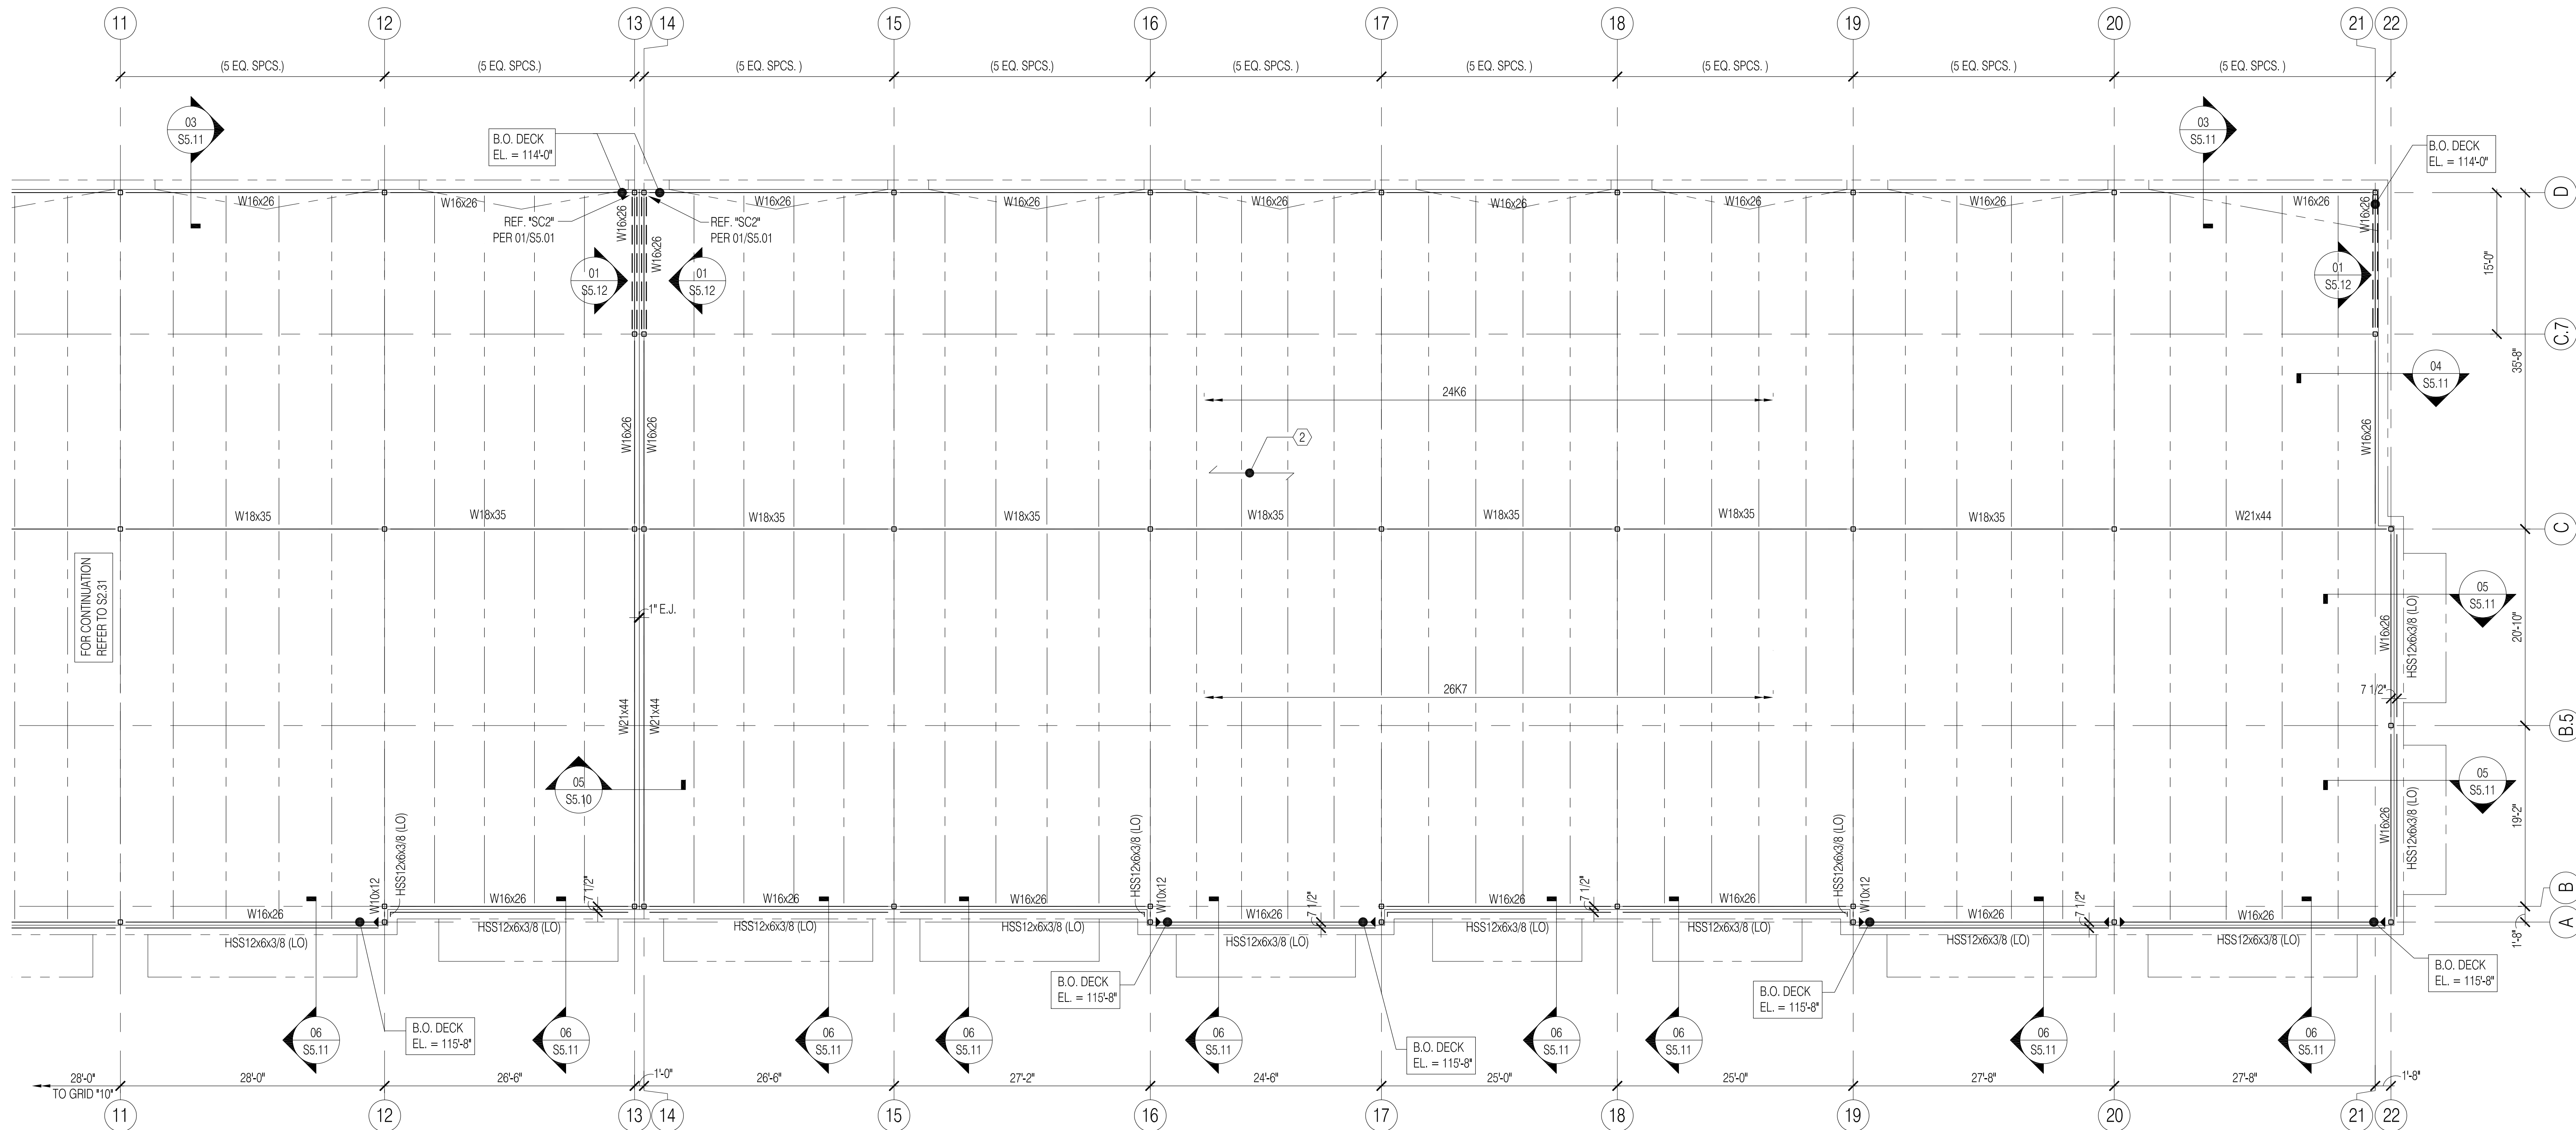 11
12
13
14
15
16
17
18
19
20
21
22
(5 EQ. SPCS.)
(5 EQ. SPCS.)
(5 EQ. SPCS. )
(5 EQ. SPCS.)
(5 EQ. SPCS. )
(5 EQ. SPCS. )
(5 EQ. SPCS. )
(5 EQ. SPCS. )
(5 EQ. SPCS. )
03
S5.11
B.O. DECK
EL. = 114'-0"
03
S5.11
B.O. DECK
EL. = 114'-0"
D
W16x26
W16x26
W16x26
W16x26
W16x26
W16x26
W16x26
W16x26
W16x26
REF. "SC2"
PER 01/S5.01
W16x26
W16x26
REF. "SC2"
PER 01/S5.01
W16x26
01
S5.12
01
S5.12
01
S5.12
15'-0"
C.7
35'-8"
04
S5.11
24K6
2
W16x26
W16x26
W16x26
W18x35
W18x35
W18x35
W18x35
W18x35
W18x35
W18x35
W18x35
W21x44
C
FOR CONTINUATION
REFER TO S2.31
1" E.J.
05
S5.11
W16x26
HSS12x6x3/8 (LO)
20'-10"
26K7
7 1/2"
W21x44
W21x44
B.5
05
S5.10
05
S5.11
W16x26
HSS12x6x3/8 (LO)
19'-2"
HSS12x6x3/8 (LO)
HSS12x6x3/8 (LO)
HSS12x6x3/8 (LO)
W10x12
W10x12
W10x12
B
W16x26
W16x26
7 1/2"
W16x26
W16x26
W16x26
7 1/2"
W16x26
7 1/2"
W16x26
W16x26
7 1/2"
W16x26
A
1'-8"
HSS12x6x3/8 (LO)
HSS12x6x3/8 (LO)
HSS12x6x3/8 (LO)
HSS12x6x3/8 (LO)
HSS12x6x3/8 (LO)
HSS12x6x3/8 (LO)
HSS12x6x3/8 (LO)
HSS12x6x3/8 (LO)
HSS12x6x3/8 (LO)
B.O. DECK
EL. = 115'-8"
B.O. DECK
EL. = 115'-8"
B.O. DECK
EL. = 115'-8"
B.O. DECK
EL. = 115'-8"
B.O. DECK
EL. = 115'-8"
06
S5.11
06
S5.11
06
S5.11
06
S5.11
06
S5.11
06
S5.11
06
S5.11
06
S5.11
06
S5.11
28'-0"
TO GRID "10"
28'-0"
26'-6"
1'-0"
26'-6"
27'-2"
24'-6"
25'-0"
25'-0"
27'-8"
27'-8"
1'-8"
11
12
13
14
15
16
17
18
19
20
21
22